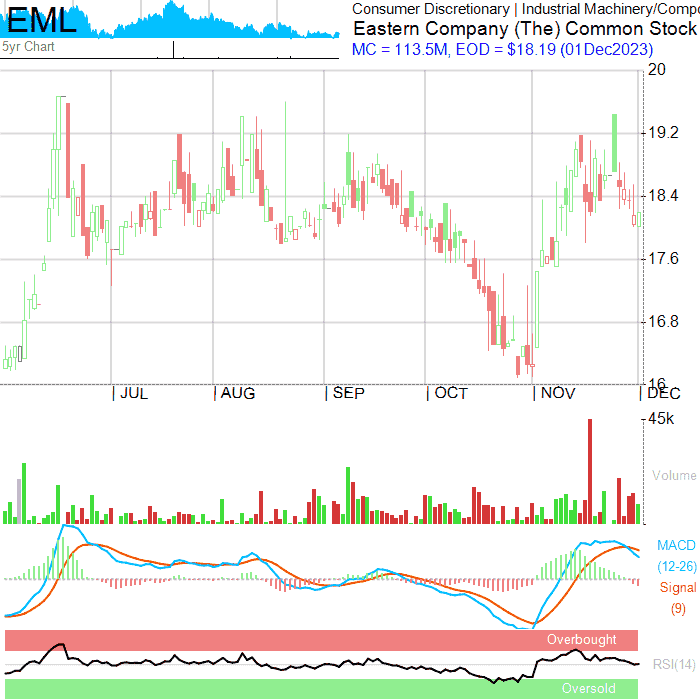 EML
5yr Chart
Consumer Discretionary | Industrial Machinery/Compo
Eastern Company (The) Common Stock
MC = 113.5M, EOD = $18.19 (01Dec2023)
20
19.2
18.4
17.6
16.8
16
| JUL | AUG | SEP | OCT | NOV | DEC
45k
Volume
MACD
(12-26)
Signal
(9)
Overbought
RSI(14)
Oversold